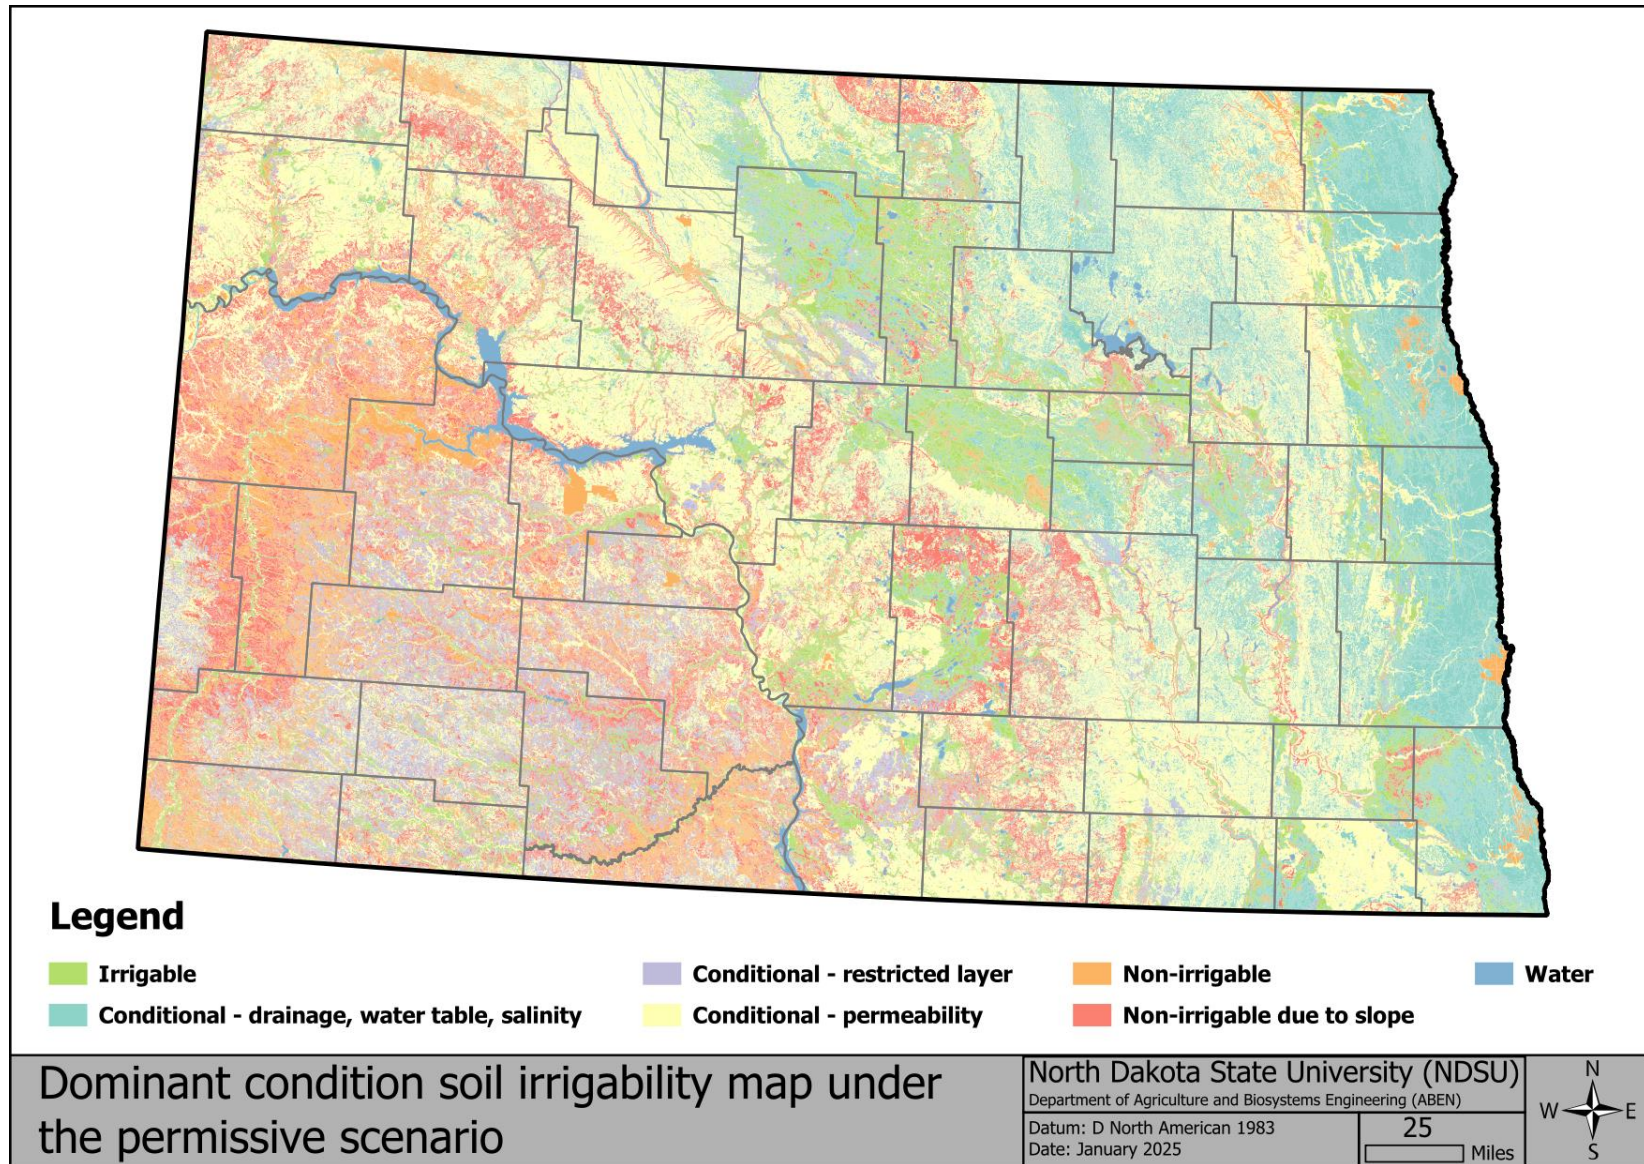 Legend
Irrigable
Conditional - restricted layer
Non-irrigable
Water
Conditional - drainage, water table, salinity
Conditional - permeability
Non-irrigable due to slope
Dominant condition soil irrigability map under
the permissive scenario
North Dakota State University (NDSU)
Department of Agriculture and Biosystems Engineering (ABEN)
Datum: D North American 1983
Date: January 2025
25
Miles
N
W
E
S